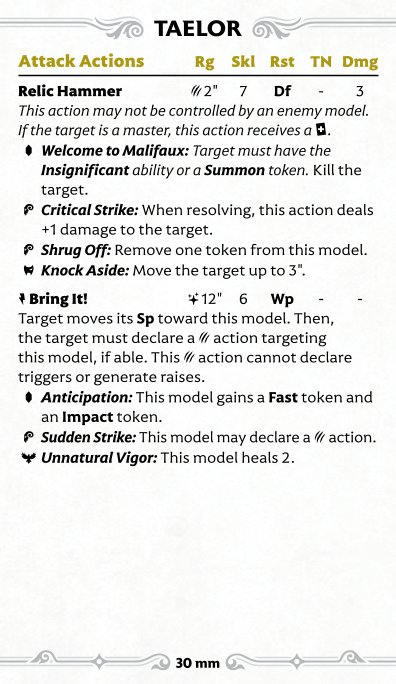 TAELOR
Attack Actions Rg Skl Rst TN Dmg
Relic Hammer 2" 7 Df - 3
This action may not be controlled by an enemy model.
If the target is a master, this action receives a .
Welcome to Malifaux: Target must have the
Insignificant ability or a Summon token. Kill the
target.
Critical Strike: When resolving, this action deals
+1 damage to the target.
Shrug Off: Remove one token from this model.
Knock Aside: Move the target up to 3".
Bring It! 12" 6 Wp - -
Target moves its Sp toward this model. Then,
the target must declare a action targeting
this model, if able. This action cannot declare
triggers or generate raises.
Anticipation: This model gains a Fast token and
an Impact token.
Sudden Strike: This model may declare a action.
Unnatural Vigor: This model heals 2.
30 mm